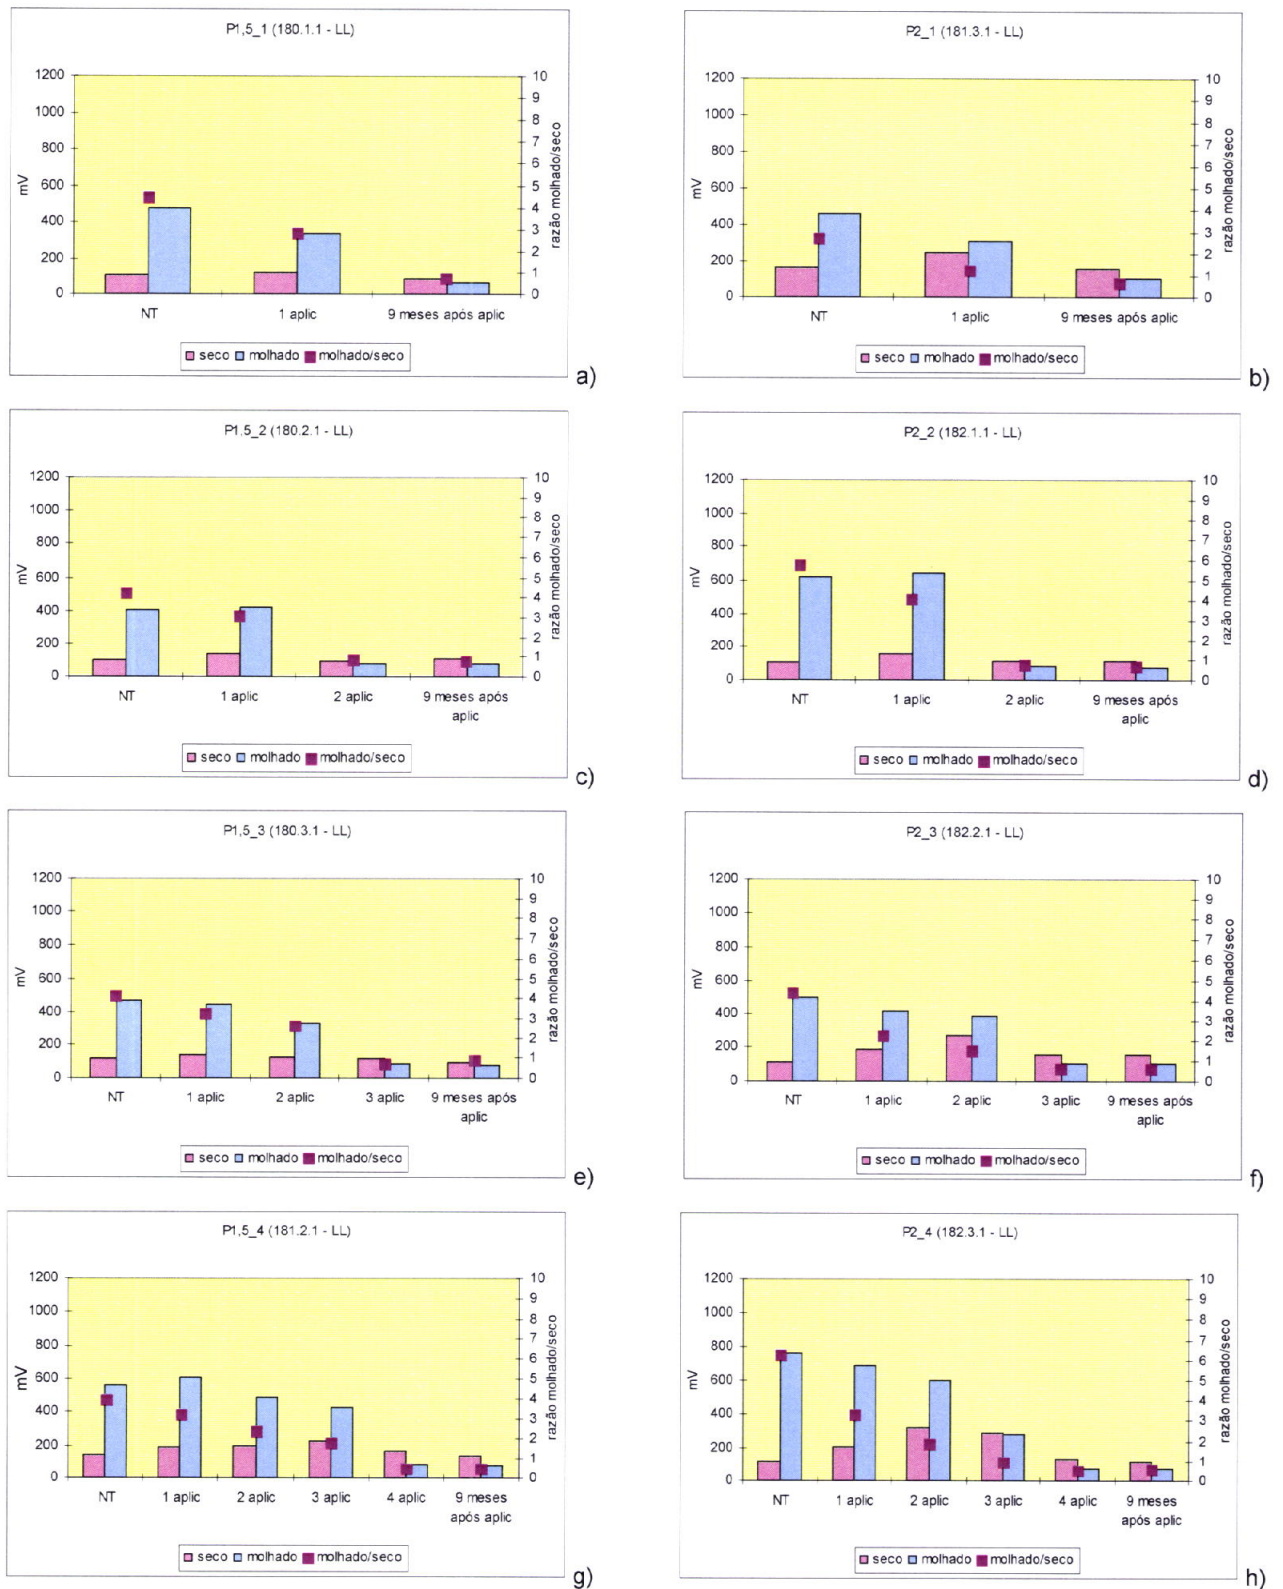 P1,5_1 (180.1.1 - LL)
1200
1000
800
600
400
200
0
mV
10
9
8
7
6
5
4
3
2
1
0
razão molhado/seco
NT 1 aplic 9 meses após aplic
seco molhado molhado/seco
a)
P2_1 (181.3.1 - LL)
1200
1000
800
600
400
200
0
mV
10
9
8
7
6
5
4
3
2
1
0
razão molhado/seco
NT 1 aplic 9 meses após aplic
seco molhado molhado/seco
b)
P1,5_2 (180.2.1 - LL)
1200
1000
800
600
400
200
0
mV
10
9
8
7
6
5
4
3
2
1
0
razão molhado/seco
NT 1 aplic 2 aplic 9 meses após
aplic
seco molhado molhado/seco
c)
P2_2 (182.1.1 - LL)
1200
1000
800
600
400
200
0
mV
10
9
8
7
6
5
4
3
2
1
0
razão molhado/seco
NT 1 aplic 2 aplic 9 meses após
aplic
seco molhado molhado/seco
d)
P1,5_3 (180.3.1 - LL)
1200
1000
800
600
400
200
0
mV
10
9
8
7
6
5
4
3
2
1
0
razão molhado/seco
NT 1 aplic 2 aplic 3 aplic 9 meses após
aplic
seco molhado molhado/seco
e)
P2_3 (182.2.1 - LL)
1200
1000
800
600
400
200
0
mV
10
9
8
7
6
5
4
3
2
1
0
razão molhado/seco
NT 1 aplic 2 aplic 3 aplic 9 meses após
aplic
seco molhado molhado/seco
f)
P1,5_4 (181.2.1 - LL)
1200
1000
800
600
400
200
0
mV
10
9
8
7
6
5
4
3
2
1
0
razão molhado/seco
NT 1 aplic 2 aplic 3 aplic 4 aplic 9 meses
após aplic
seco molhado molhado/seco
g)
P2_4 (182.3.1 - LL)
1200
1000
800
600
400
200
0
mV
10
9
8
7
6
5
4
3
2
1
0
razão molhado/seco
NT 1 aplic 2 aplic 3 aplic 4 aplic 9 meses
após aplic
seco molhado molhado/seco
h)